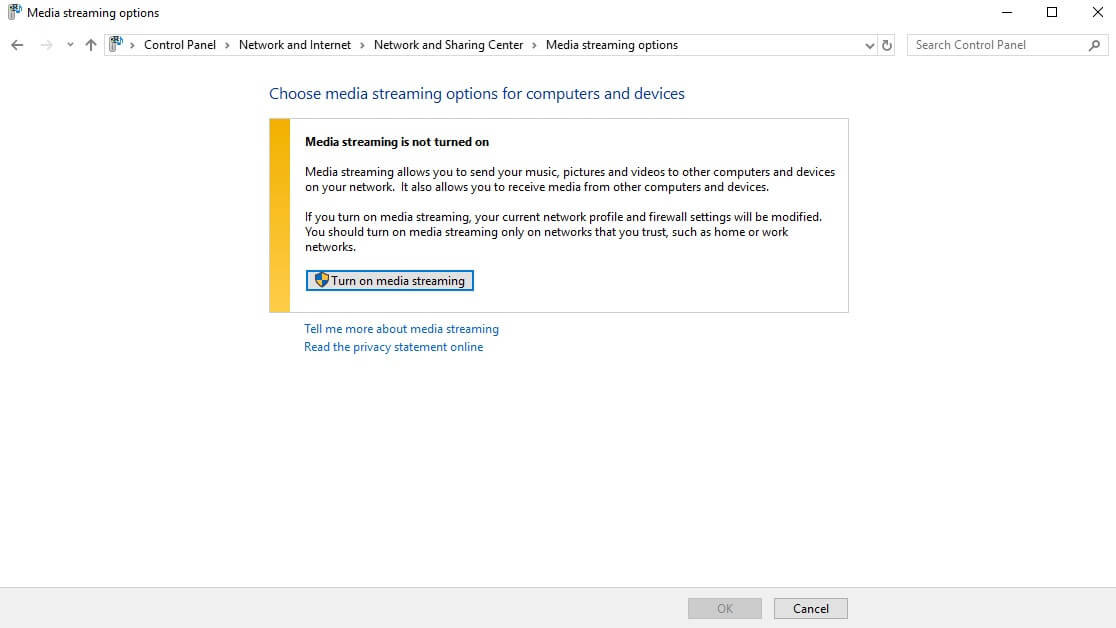 Media streaming options
Control Panel > Network and Internet > Network and Sharing Center > Media streaming options
Search Control Panel
Choose media streaming options for computers and devices
Media streaming is not turned on
Media streaming allows you to send your music, pictures and videos to other computers and devices
on your network.  It also allows you to receive media from other computers and devices.
If you turn on media streaming, your current network profile and firewall settings will be modified.
You should turn on media streaming only on networks that you trust, such as home or work
networks.
Turn on media streaming
Tell me more about media streaming
Read the privacy statement online
OK
Cancel